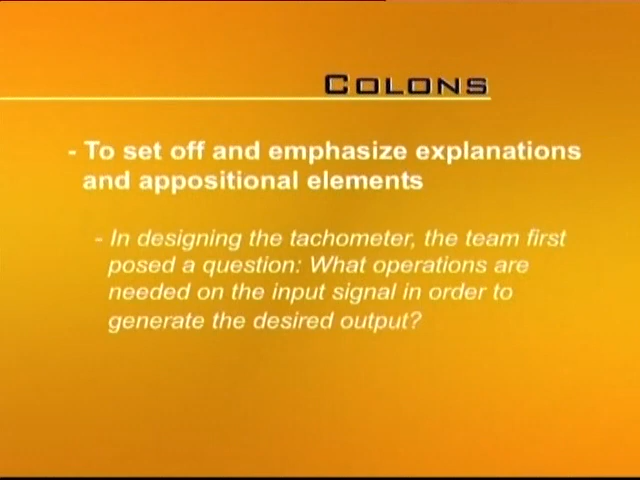 Colons
- To set off and emphasize explanations
and appositional elements
- In designing the tachometer, the team first
posed a question: What operations are
needed on the input signal in order to
generate the desired output?